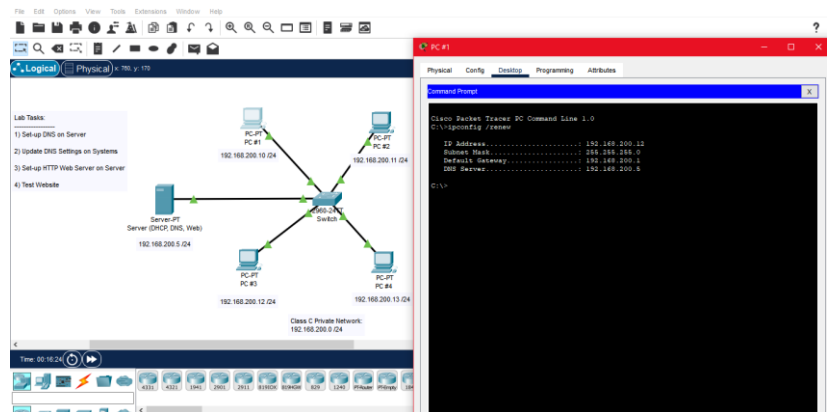 File Edit Options View Tools Extensions Window Help
?
Logical
Physical
x: 780, y: 170
Lab Tasks:
1) Set-up DNS on Server
2) Update DNS Settings on Systems
3) Set-up HTTP Web Server on Server
4) Test Website
PC-PT
PC #1
192.168.200.10 /24
PC-PT
PC #2
192.168.200.11 /24
Server-PT
Server (DHCP, DNS, Web)
192.168.200.5 /24
2960-24TT
Switch
PC-PT
PC #3
192.168.200.12 /24
PC-PT
PC #4
192.168.200.13 /24
Class C Private Network:
192.168.200.0 /24
Time: 00:16:24
4331 4321 1941 2901 2911 819IOX 819HGW 829 1240 PT-Router PT-Empty
PC #1
Physical Config Desktop Programming Attributes
Command Prompt
X
Cisco Packet Tracer PC Command Line 1.0
C:\>ipconfig /renew
IP Address......................: 192.168.200.12
Subnet Mask.....................: 255.255.255.0
Default Gateway.................: 192.168.200.1
DNS Server......................: 192.168.200.5
C:\>